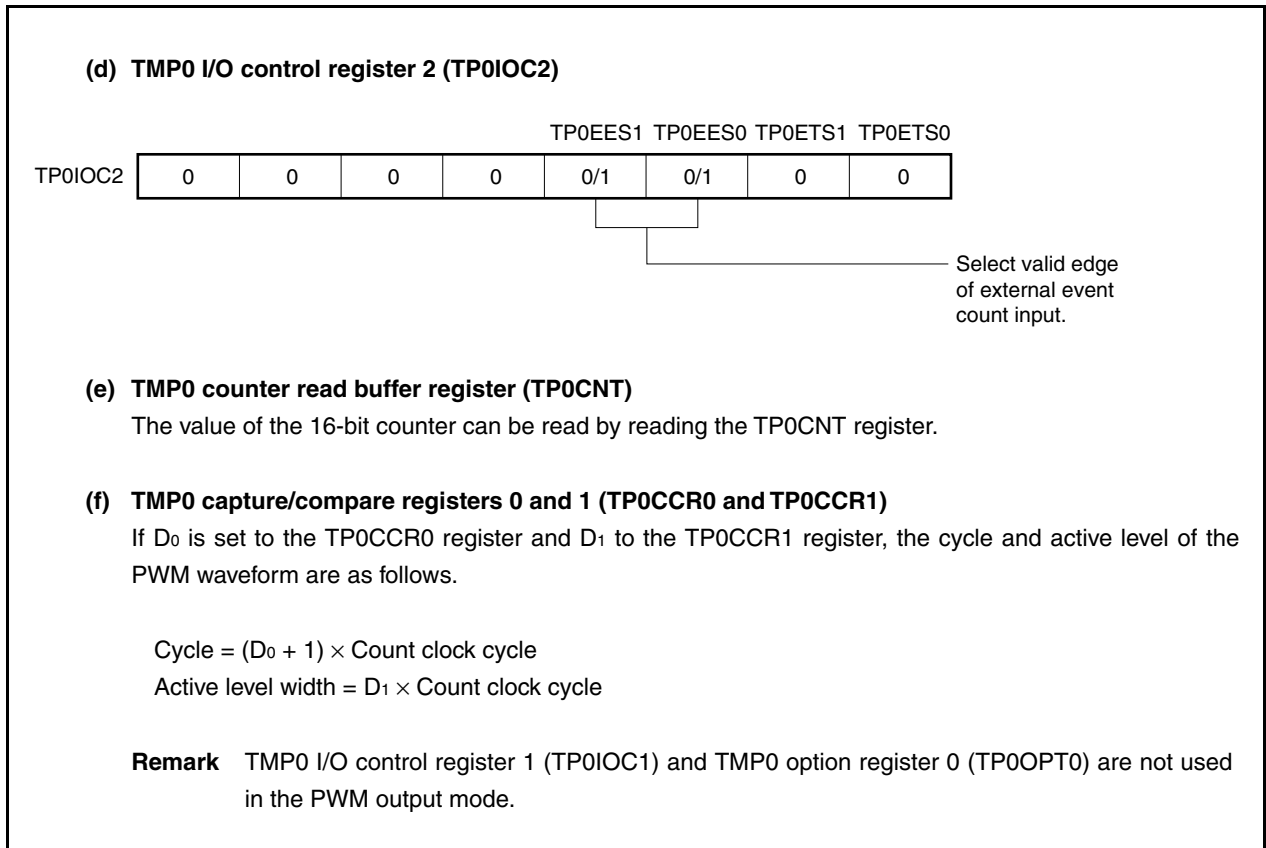 (d) TMP0 I/O control register 2 (TP0IOC2)
TP0EES1 TP0EES0 TP0ETS1 TP0ETS0
TP0IOC2 0 0 0 0 0/1 0/1 0 0
Select valid edge
of external event
count input.
(e) TMP0 counter read buffer register (TP0CNT)
The value of the 16-bit counter can be read by reading the TP0CNT register.
(f) TMP0 capture/compare registers 0 and 1 (TP0CCR0 and TP0CCR1)
If D0 is set to the TP0CCR0 register and D1 to the TP0CCR1 register, the cycle and active level of the
PWM waveform are as follows.
Cycle = (D0 + 1) × Count clock cycle
Active level width = D1 × Count clock cycle
Remark TMP0 I/O control register 1 (TP0IOC1) and TMP0 option register 0 (TP0OPT0) are not used
in the PWM output mode.